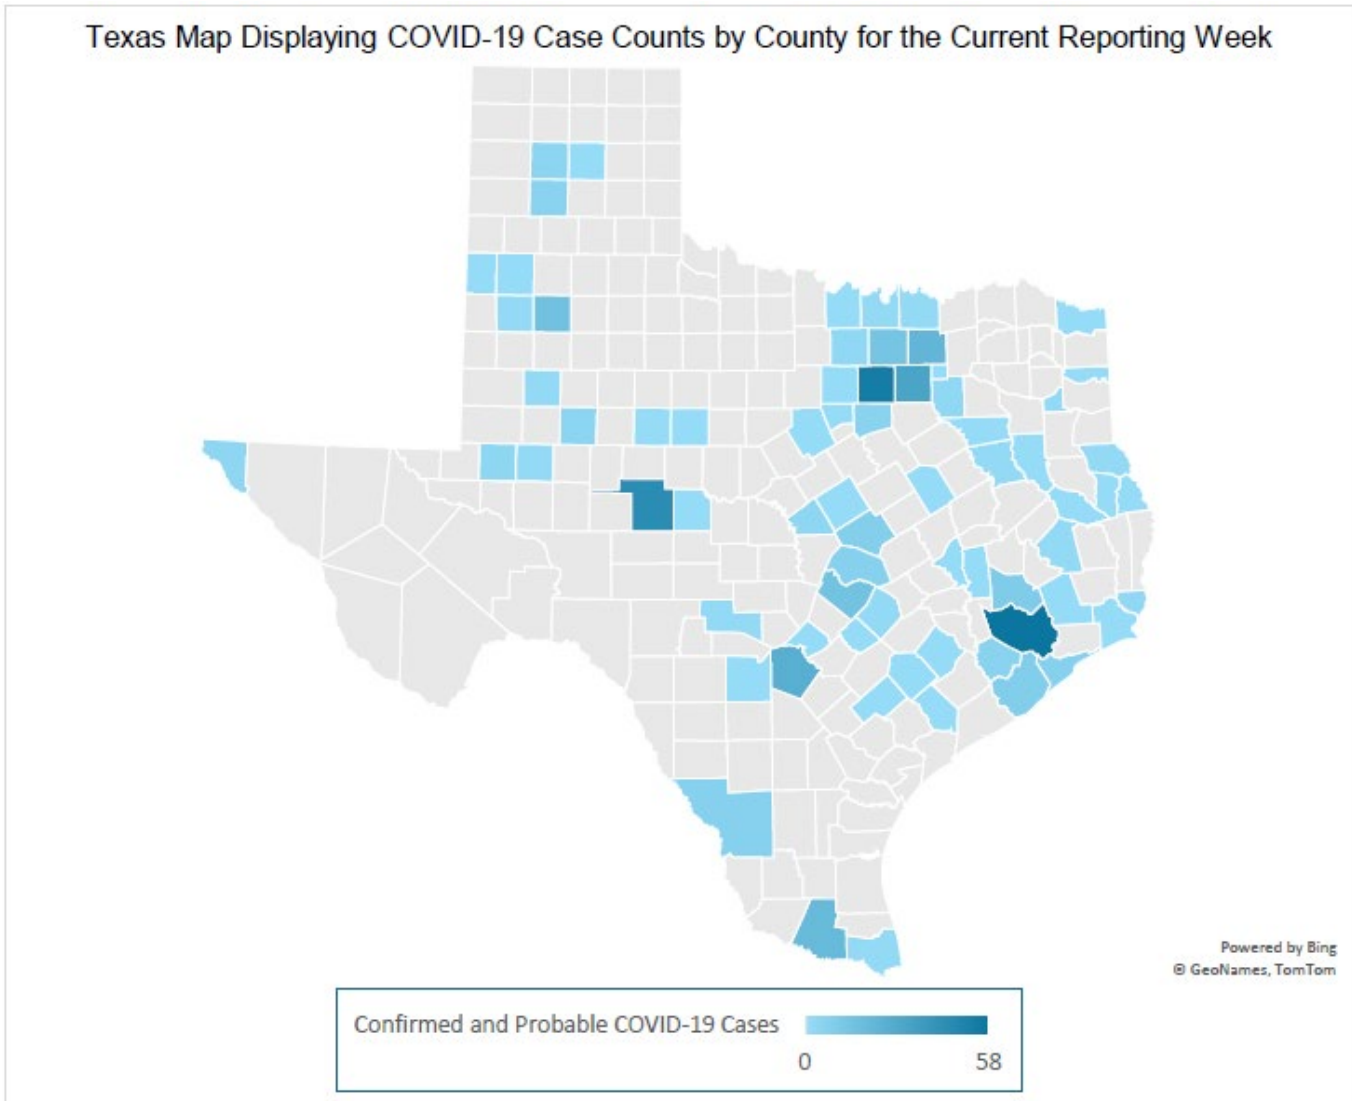 Texas Map Displaying COVID-19 Case Counts by County for the Current Reporting Week
Powered by Bing
© GeoNames, TomTom
Confirmed and Probable COVID-19 Cases
0 58